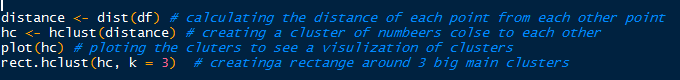 distance <- dist(df) # calculating the distance of each point from each other point
hc <- hclust(distance) # creating a cluster of numbeers colse to each other
plot(hc) # ploting the cluters to see a visulization of clusters
rect.hclust(hc, k = 3)  # creatinga rectange around 3 big main clusters